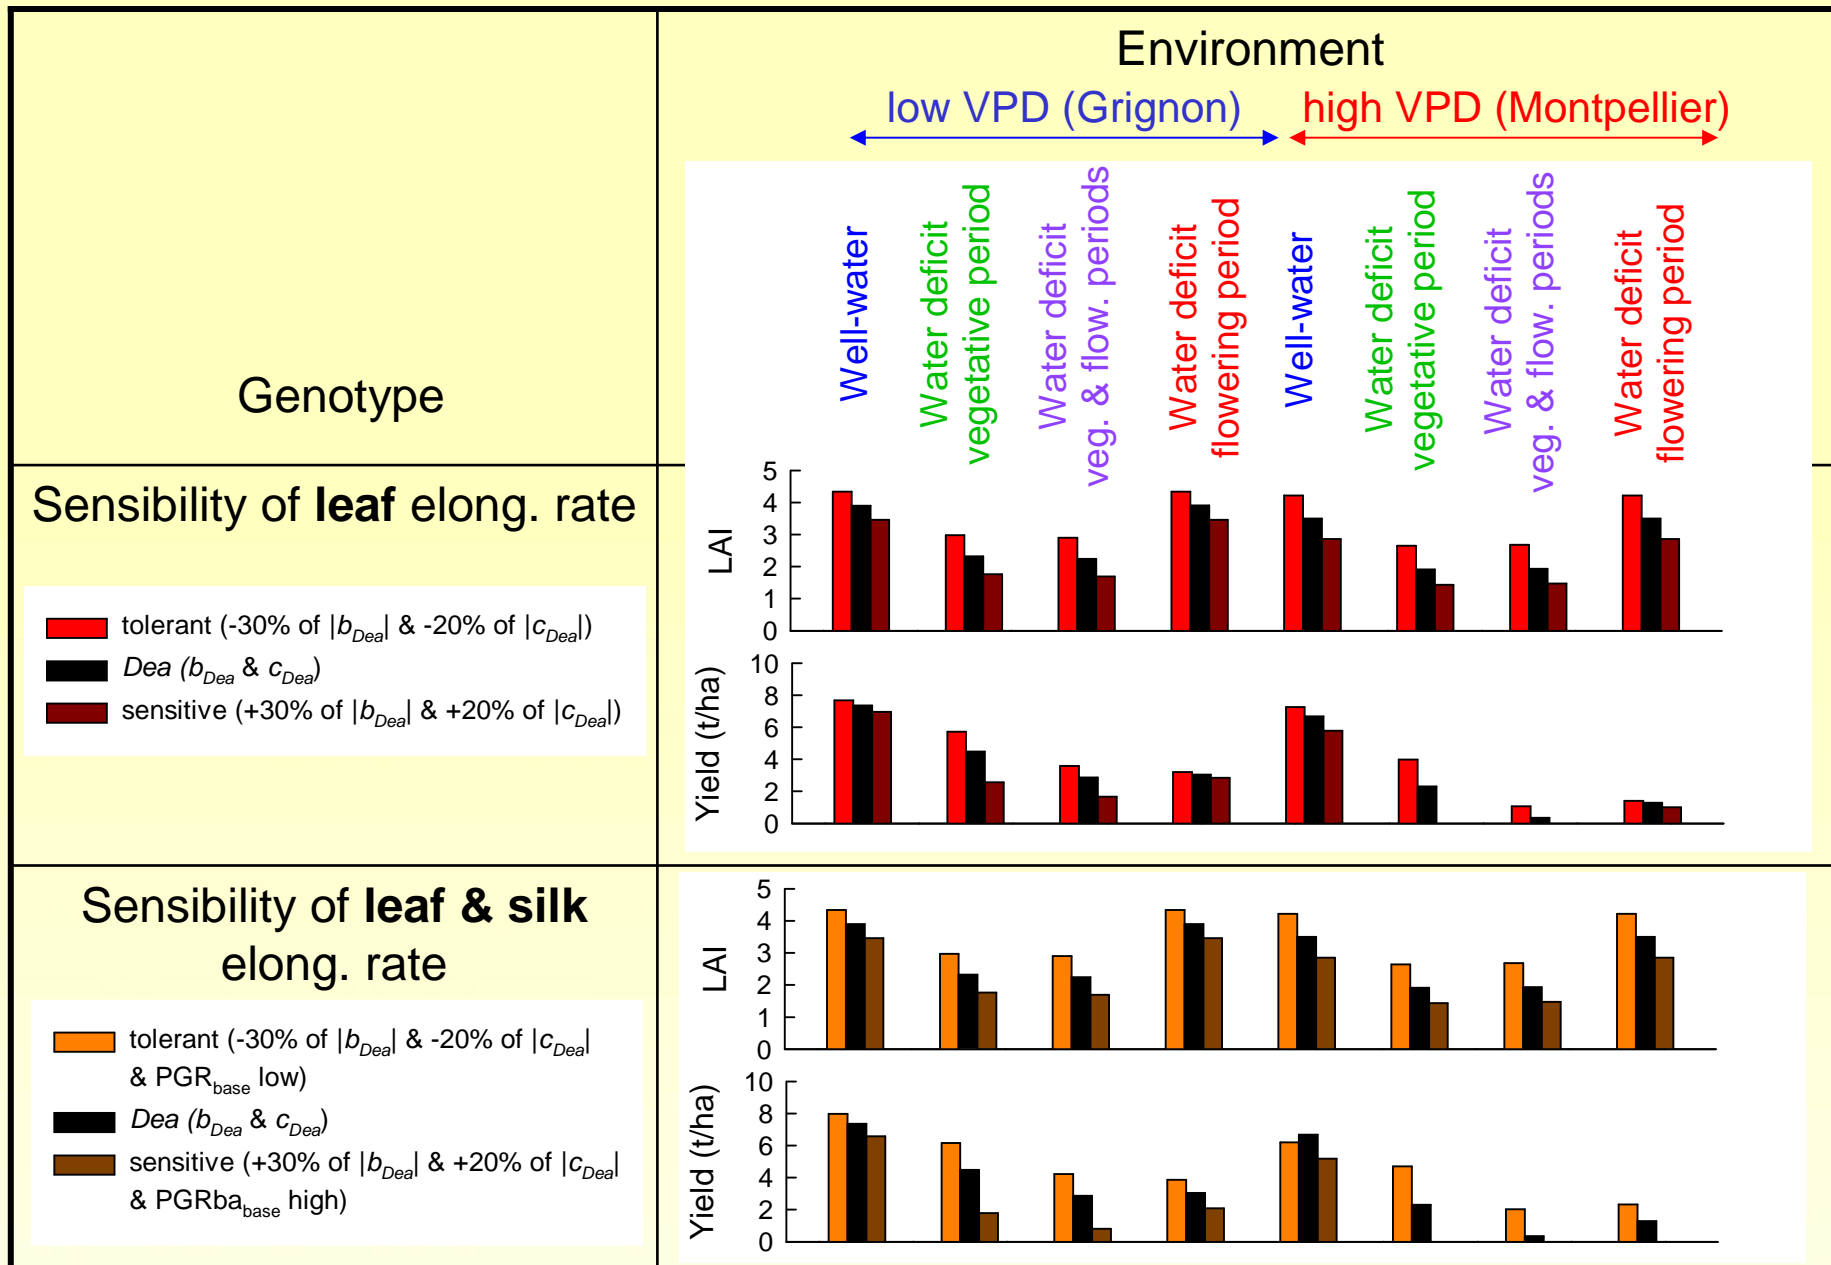 Environment
low VPD (Grignon)
high VPD (Montpellier)
Well-water
Water deficit
vegetative period
Water deficit
veg. & flow. periods
Water deficit
flowering period
Well-water
Water deficit
vegetative period
Water deficit
veg. & flow. periods
Water deficit
flowering period
Genotype
Sensibility of leaf elong. rate
tolerant (-30% of |bDea| & -20% of |cDea|)
Dea (bDea & cDea)
sensitive (+30% of |bDea| & +20% of |cDea|)
LAI
5
4
3
2
1
0
Yield (t/ha)
10
8
6
4
2
0
Sensibility of leaf & silk
elong. rate
tolerant (-30% of |bDea| & -20% of |cDea|
& PGRbase low)
Dea (bDea & cDea)
sensitive (+30% of |bDea| & +20% of |cDea|
& PGRbabase high)
LAI
5
4
3
2
1
0
Yield (t/ha)
10
8
6
4
2
0